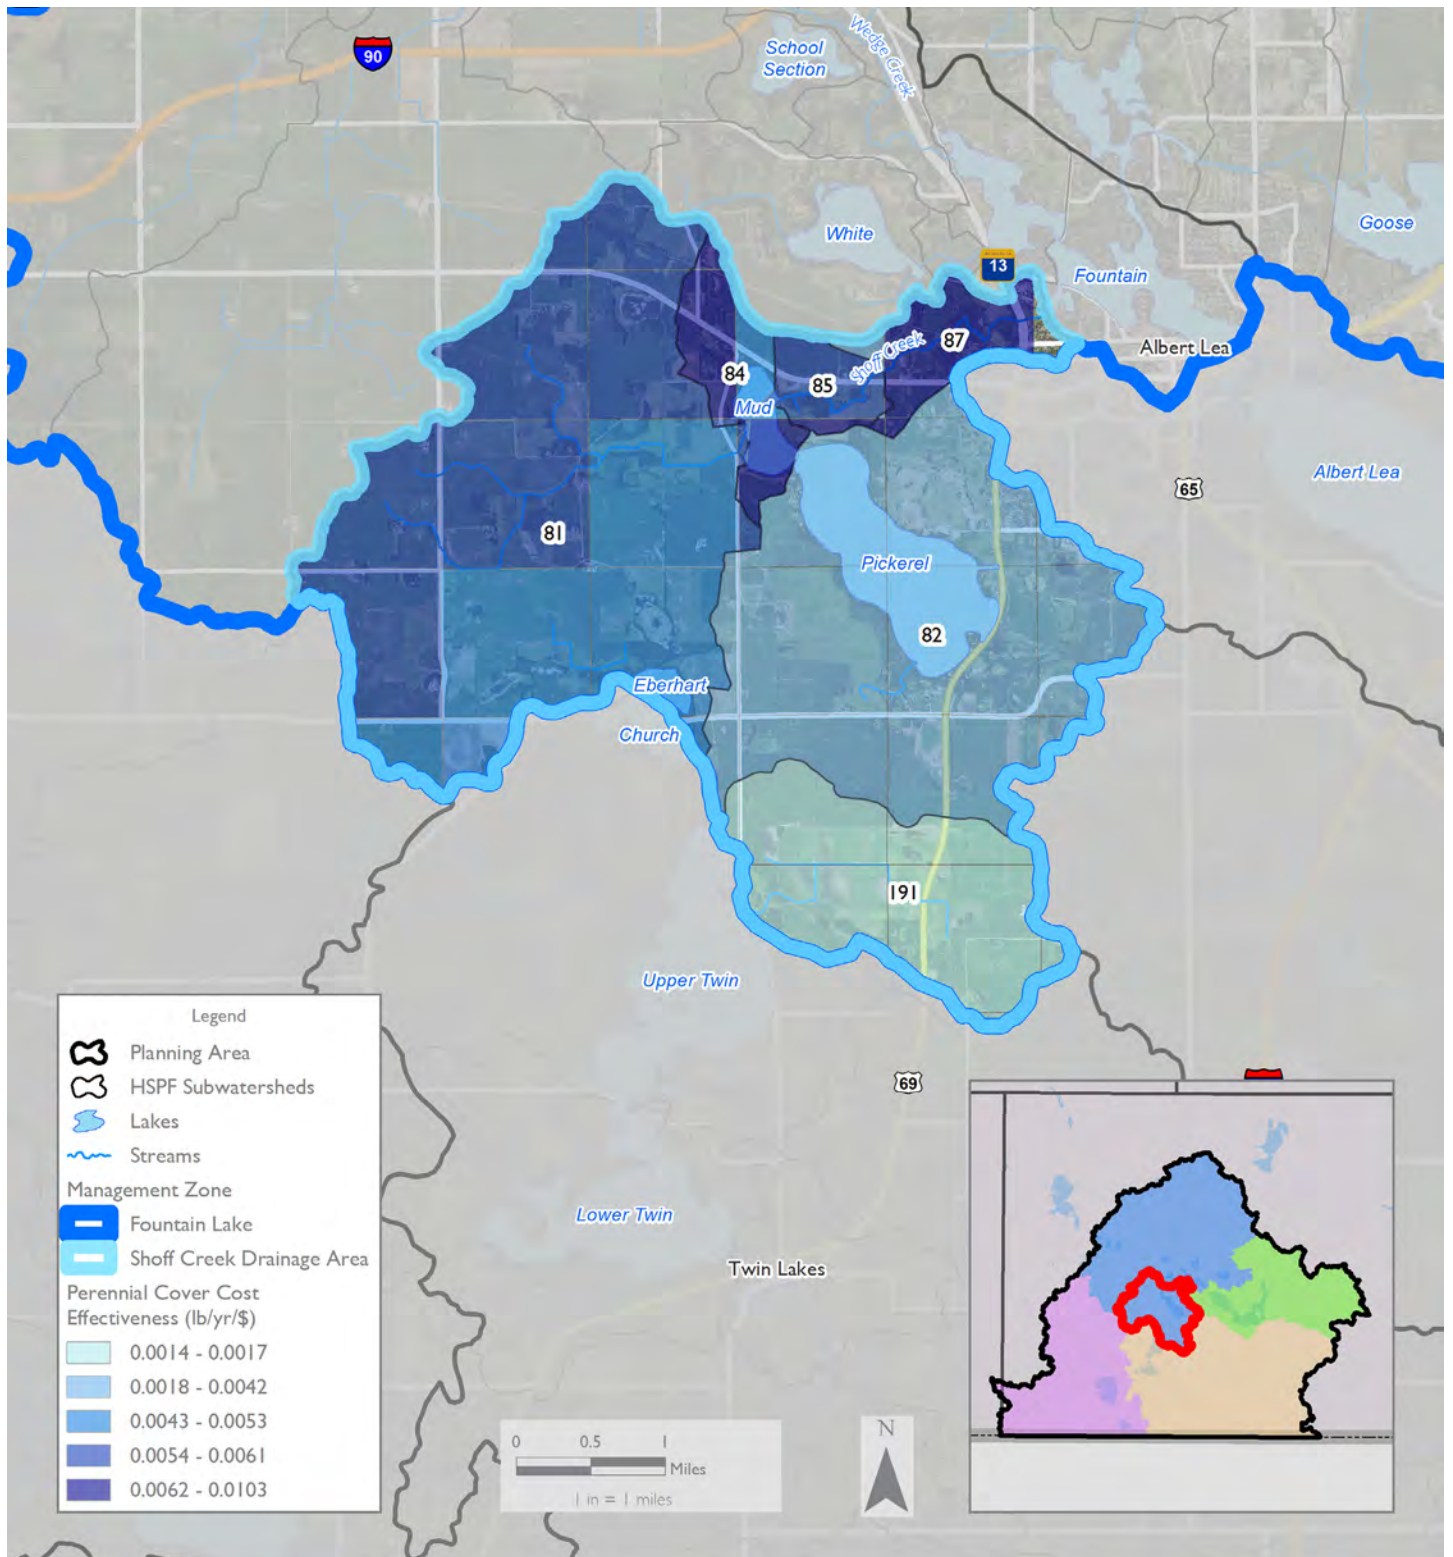 90
School
Section
Wedge Creek
White
Goose
13
Fountain
Albert Lea
87
Shoff Creek
84
85
Mud
Albert Lea
65
81
Pickerel
82
Eberhart
Church
191
Upper Twin
69
Lower Twin
Twin Lakes
Legend
Planning Area
HSPF Subwatersheds
Lakes
Streams
Management Zone
Fountain Lake
Shoff Creek Drainage Area
Perennial Cover Cost
Effectiveness (lb/yr/$)
0.0014 - 0.0017
0.0018 - 0.0042
0.0043 - 0.0053
0.0054 - 0.0061
0.0062 - 0.0103
0 0.5 1
Miles
1 in = 1 miles
N